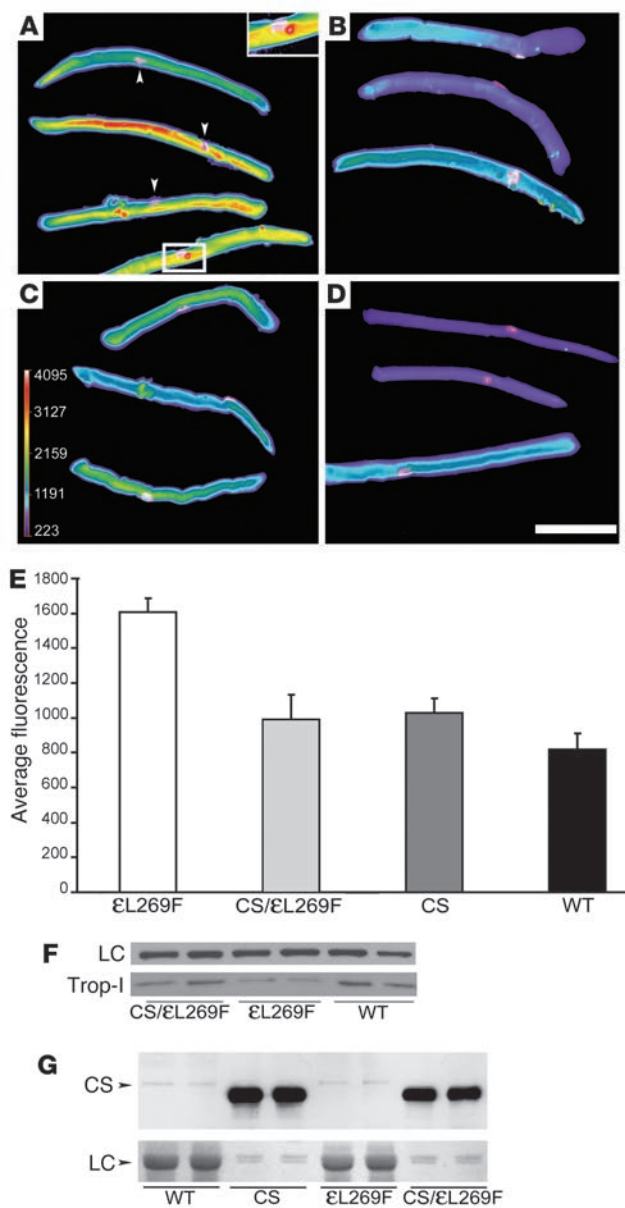 A
B
C
D
4095
3127
2159
1191
223
E
Average fluorescence
1800
1600
1400
1200
1000
800
600
400
200
0
εL269F
CS/εL269F
CS
WT
F
LC
Trop-I
CS/εL269F εL269F WT
G
CS
LC
WT CS εL269F CS/εL269F